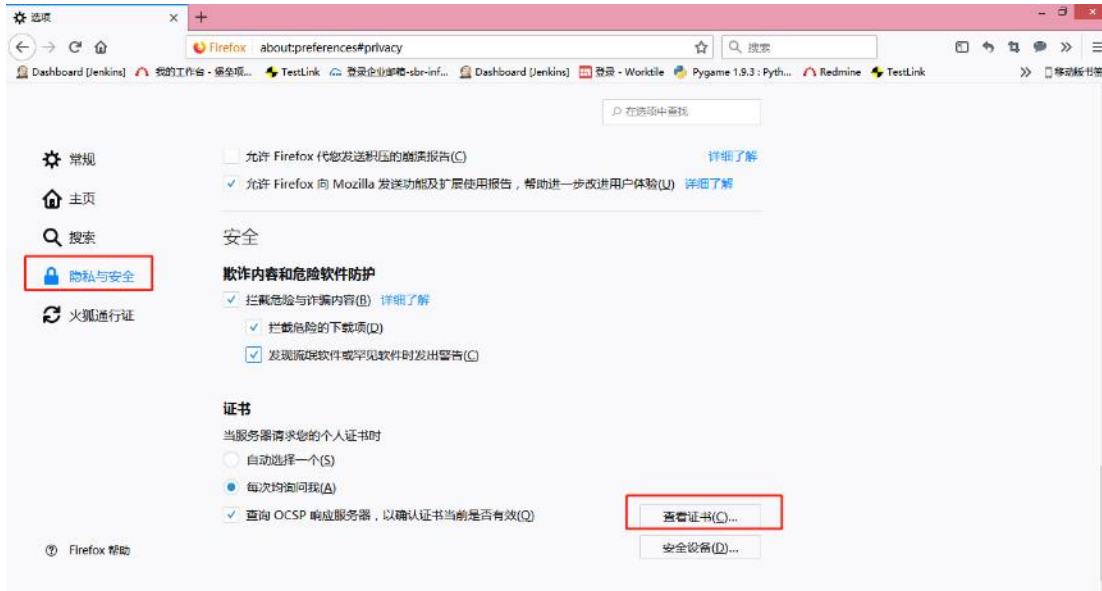 选项
Firefox about:preferences#privacy 搜索
Dashboard [Jenkins] 我的工作台 - 堡垒项... TestLink 登录企业邮箱-sbr-inf... Dashboard [Jenkins] 登录 - Worktile Pygame 1.9.3 : Pyth... Redmine TestLink 移动版书签
在选项中查找
常规
允许 Firefox 代您发送积压的崩溃报告(C) 详细了解
允许 Firefox 向 Mozilla 发送功能及扩展使用报告，帮助进一步改进用户体验(U) 详细了解
主页
搜索
安全
隐私与安全
欺诈内容和危险软件防护
拦截危险与诈骗内容(B) 详细了解
火狐通行证
拦截危险的下载项(D)
发现流氓软件或罕见软件时发出警告(C)
证书
当服务器请求您的个人证书时
自动选择一个(S)
每次均询问我(A)
查询 OCSP 响应服务器，以确认证书当前是否有效(Q) 查看证书(C)...
Firefox 帮助 安全设备(D)...